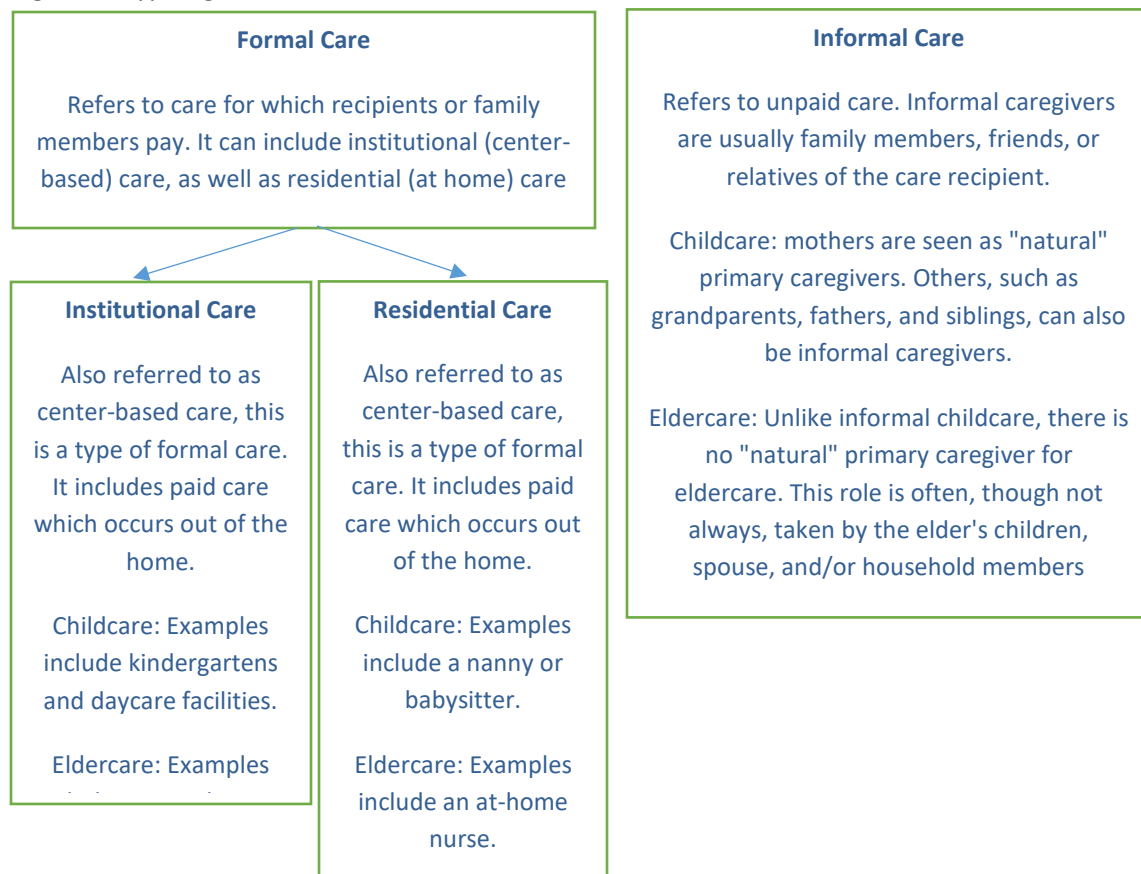 Formal Care
Refers to care for which recipients or family
members pay. It can include institutional (center-
based) care, as well as residential (at home) care
Informal Care
Refers to unpaid care. Informal caregivers
are usually family members, friends, or
relatives of the care recipient.
Childcare: mothers are seen as "natural"
primary caregivers. Others, such as
grandparents, fathers, and siblings, can also
be informal caregivers.
Eldercare: Unlike informal childcare, there is
no "natural" primary caregiver for
eldercare. This role is often, though not
always, taken by the elder's children,
spouse, and/or household members
Institutional Care
Also referred to as
center-based care, this
is a type of formal care.
It includes paid care
which occurs out of the
home.
Childcare: Examples
include kindergartens
and daycare facilities.
Eldercare: Examples
Residential Care
Also referred to as
center-based care,
this is a type of formal
care. It includes paid
care which occurs out
of the home.
Childcare: Examples
include a nanny or
babysitter.
Eldercare: Examples
include an at-home
nurse.